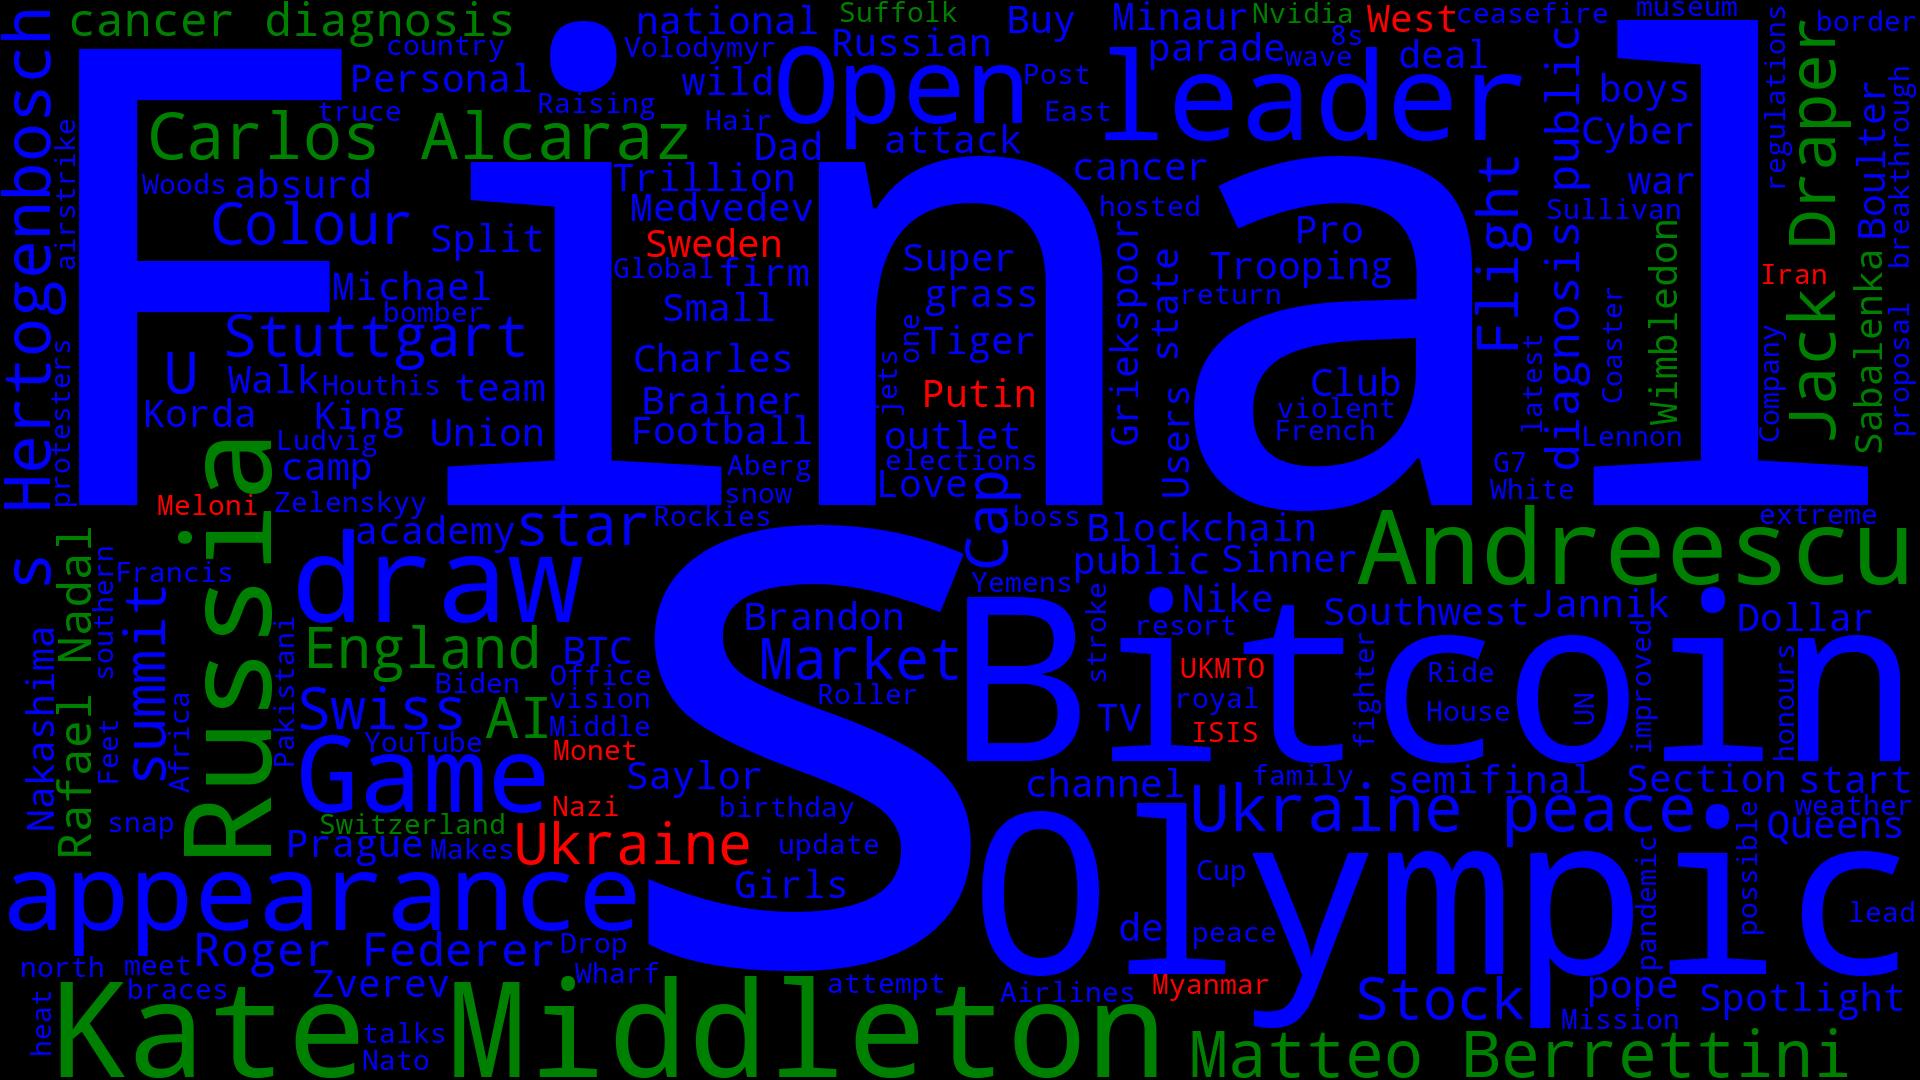 Final
S
Bitcoin
Olympic
Kate Middleton
Russia
Andreescu
appearance
Open
leader
draw
Game
Ukraine peace
Ukraine
Matteo Berrettini
Carlos Alcaraz
Jack Draper
Hertogenbosch
s
Stuttgart
Colour
Market
Stock
England
Swiss
AI
star
Cap
U
Flight
summit
Rafael Nadal
Roger Federer
diagnosis public
cancer diagnosis
country
Personal
truce
national
Volodymyr
Raising
wild
Suffolk
Russian
Hair
Dad
attack
Buy
Post
East
Minaur
Nvidia
West
ceasefire
museum
parade
wave
8s
deal
border
boys
Cyber
regulations
breakthrough
Boulter
war
Sullivan
cancer
hosted
Pro
Trooping
return
Iran
Sabalenka
Wimbledon
Coaster
Company
proposal
latest
Lennon
G7
White
extreme
airstrike
protesters
Woods
absurd
Split
Michael
bomber
Walk
Houthis
team
Korda
King
Union
Ludvig
camp
Meloni
Zelenskyy
academy
Trillion
Medvedev
Sweden
Global
firm
Small
Charles
Brainer
Football
Aberg
snow
Rockies
Super
grass
Tiger
one
jets
Putin
outlet
elections
Love
Griekspoor
state
Users
Club
violent
French
boss
Blockchain
public
Sinner
Yemens
Nike
resort
stroke
Southwest
Jannik
Dollar
UKMTO
royal
ISIS
TV
fighter
Ride
House
UN
improved
honours
Francis
southern
Nakashima
Feet
Africa
Pakistani
snap
BTC
Office
Biden
vision
Middle
YouTube
Monet
Nazi
Switzerland
Prague
Makes
Brandon
Roller
Saylor
birthday
update
Girls
channel
family
semifinal
Section
start
weather
Queens
Cup
de
peace
pandemic
possible
lead
north
meet
braces
heat
talks
Nato
Zverev
Drop
Wharf
attempt
Airlines
Myanmar
pope
Mission
Spotlight